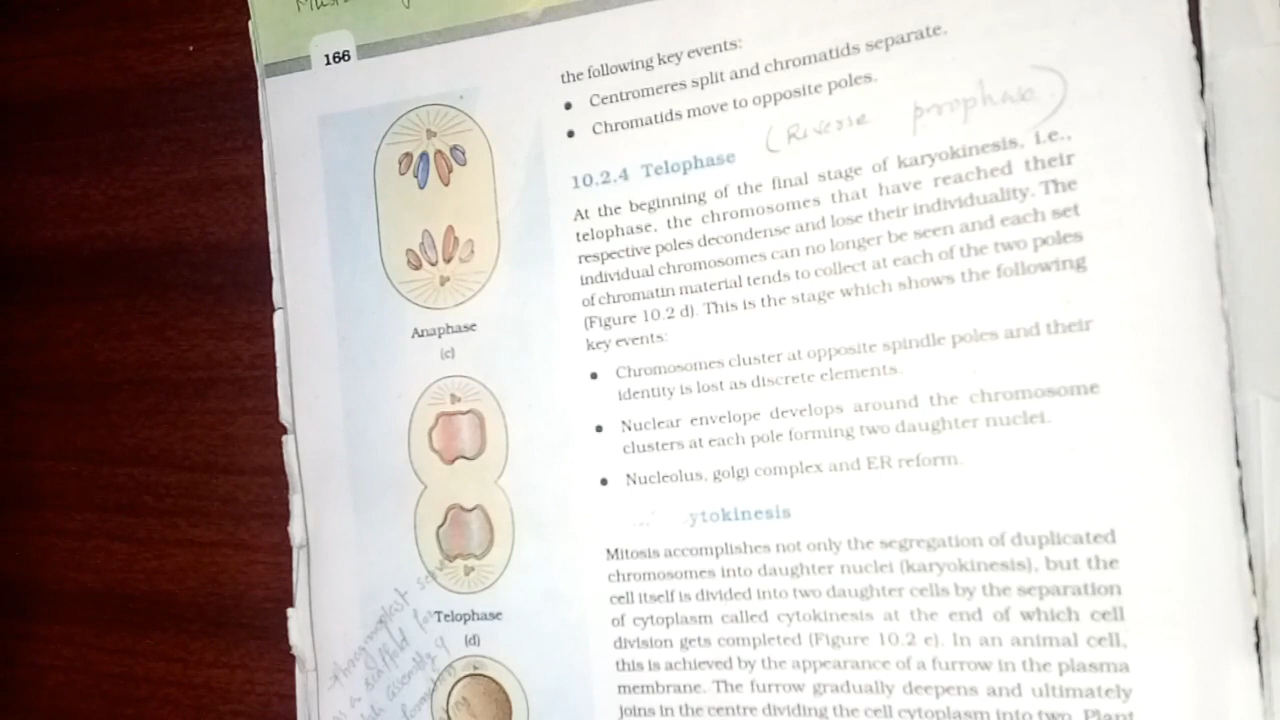 166
the following key events:
• Centromeres split and chromatids separate.
• Chromatids move to opposite poles.
(Reverse prophase)
10.2.4 Telophase
At the beginning of the final stage of karyokinesis, i.e.,
telophase, the chromosomes that have reached their
respective poles decondense and lose their individuality. The
individual chromosomes can no longer be seen and each set
of chromatin material tends to collect at each of the two poles
(Figure 10.2 d). This is the stage which shows the following
key events:
• Chromosomes cluster at opposite spindle poles and their
identity is lost as discrete elements.
• Nuclear envelope develops around the chromosome
clusters at each pole forming two daughter nuclei.
• Nucleolus, golgi complex and ER reform.
ytokinesis
Mitosis accomplishes not only the segregation of duplicated
chromosomes into daughter nuclei (karyokinesis), but the
cell itself is divided into two daughter cells by the separation
of cytoplasm called cytokinesis at the end of which cell
division gets completed (Figure 10.2 e). In an animal cell,
this is achieved by the appearance of a furrow in the plasma
membrane. The furrow gradually deepens and ultimately
joins in the centre dividing the cell cytoplasm into two. Plant
Anaphase
(c)
Telophase
(d)
→ phragmoplast
a scaffold for
assembly